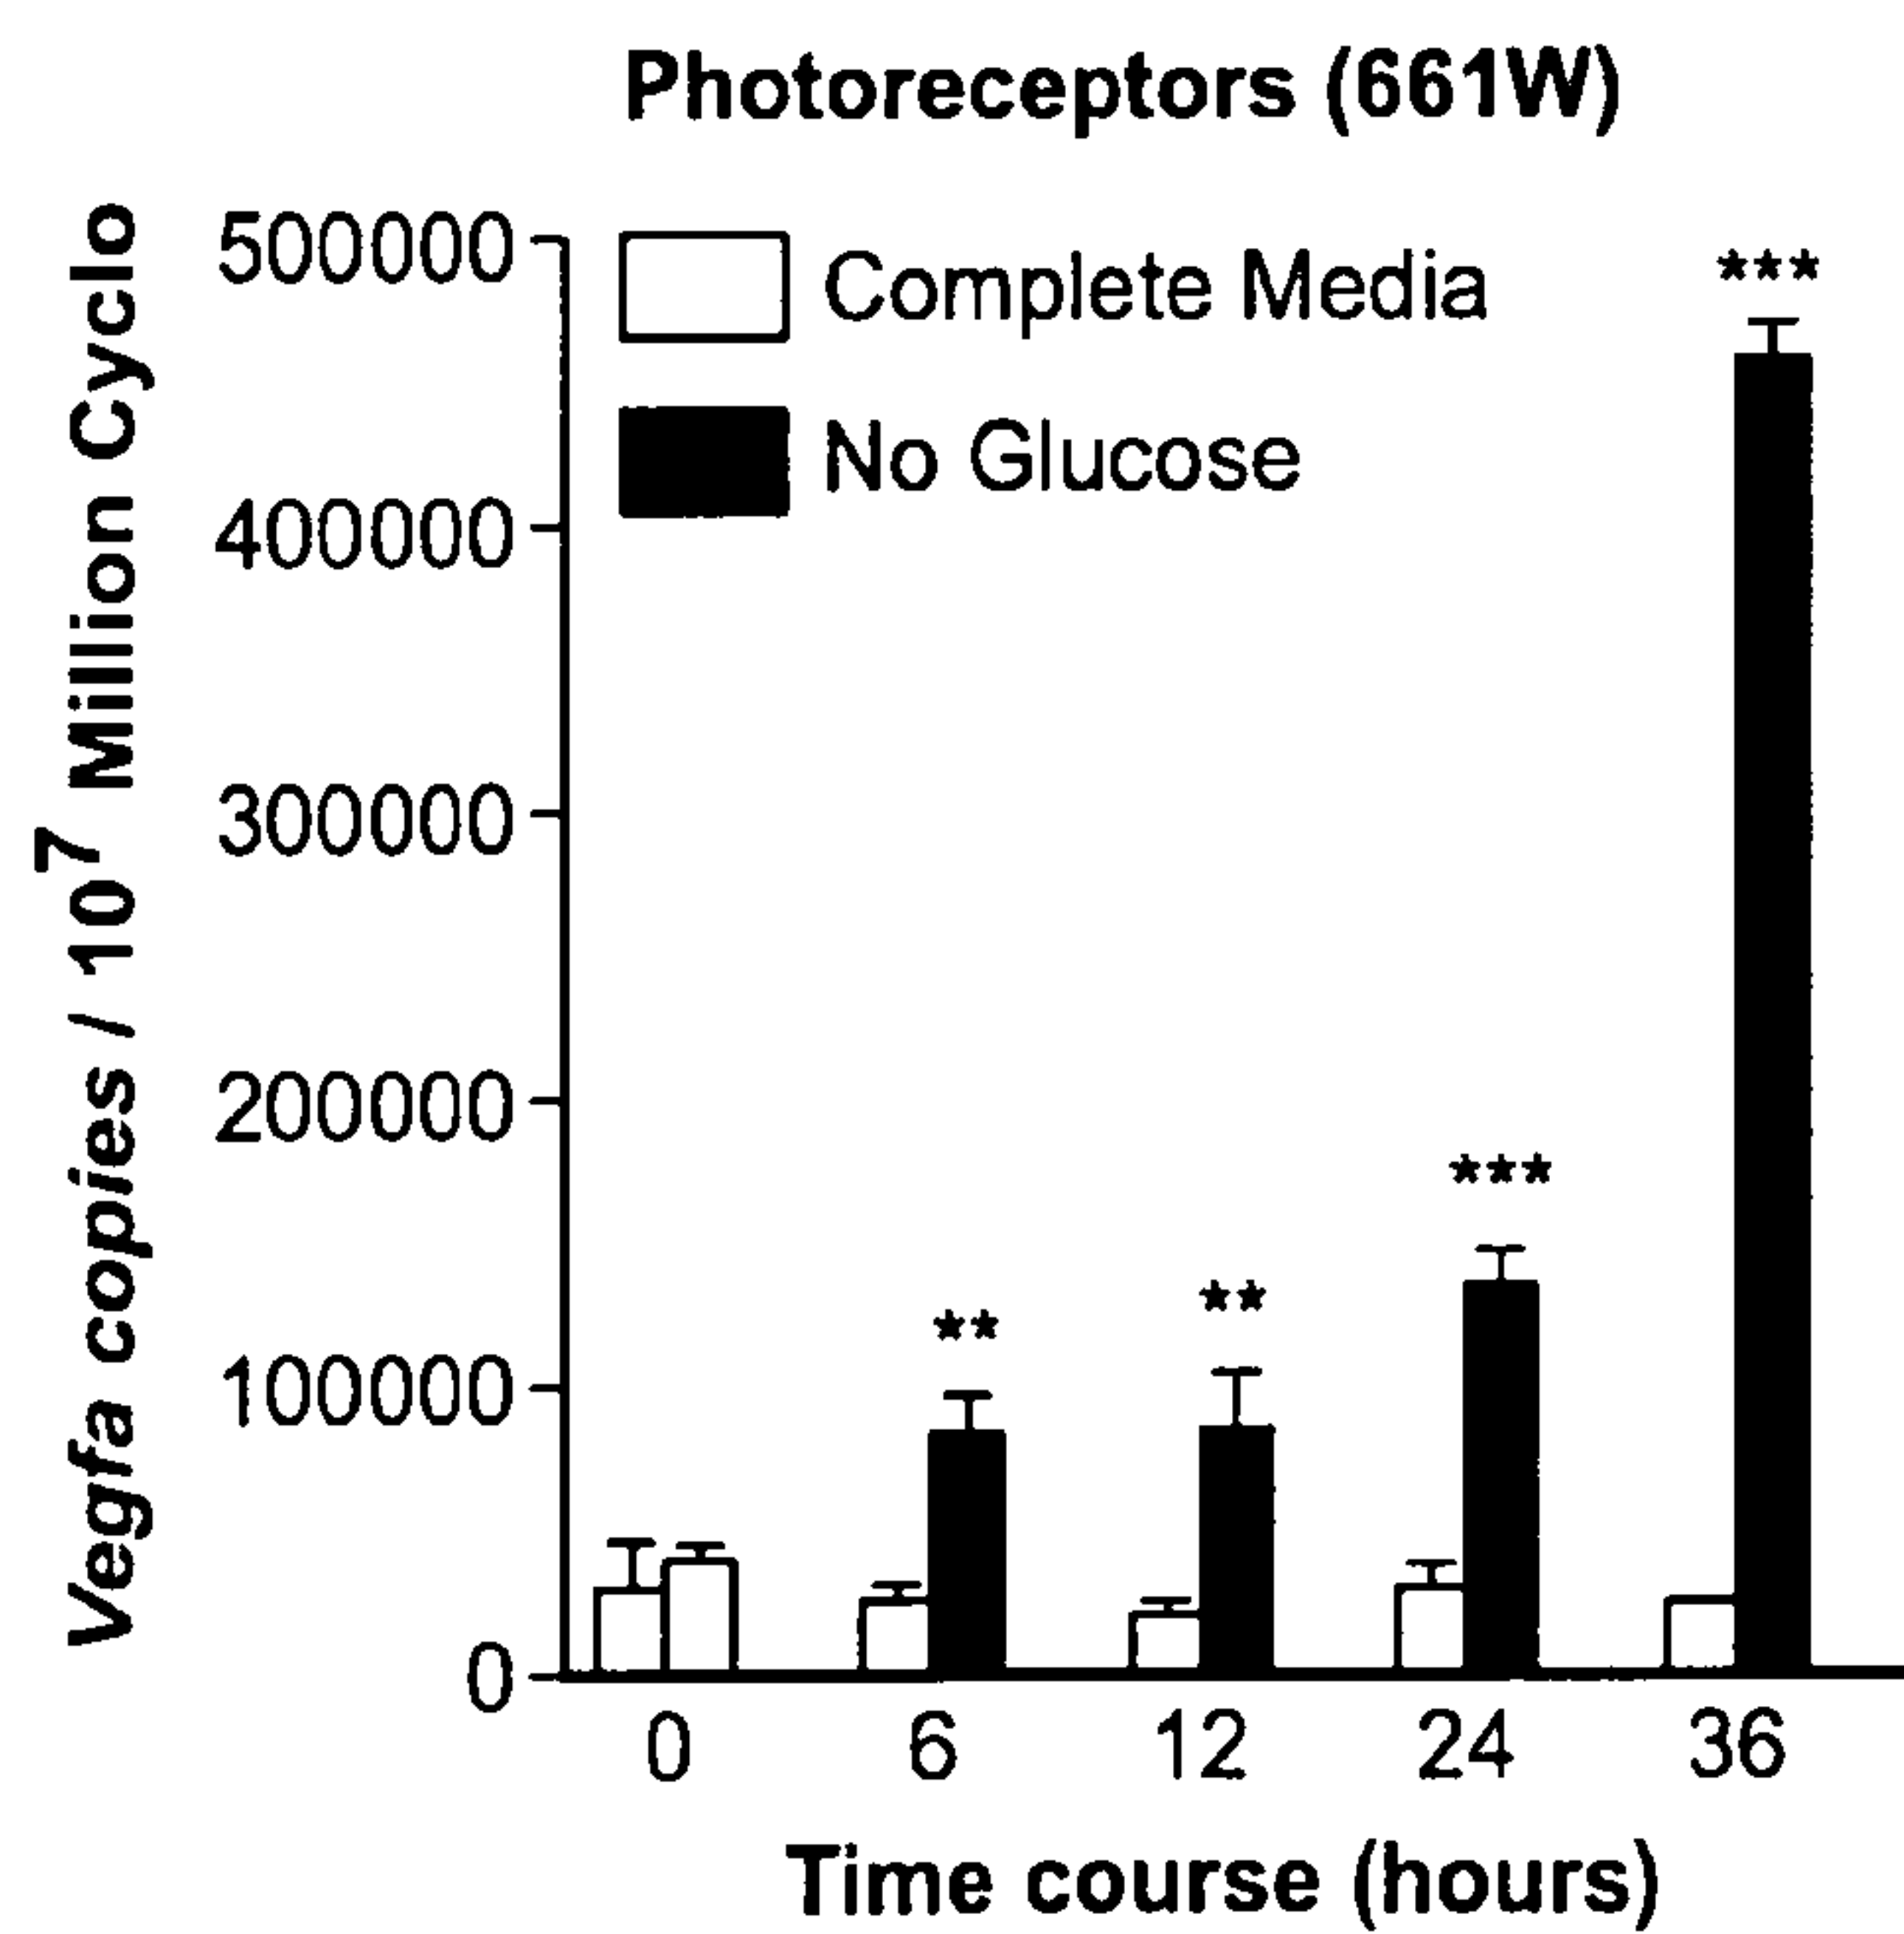 Photoreceptors (661W)
Vegfa copies / 10⁷ Million Cyclo
500000
400000
300000
200000
100000
0
Complete Media
No Glucose
**
**
***
***
0 6 12 24 36
Time course (hours)